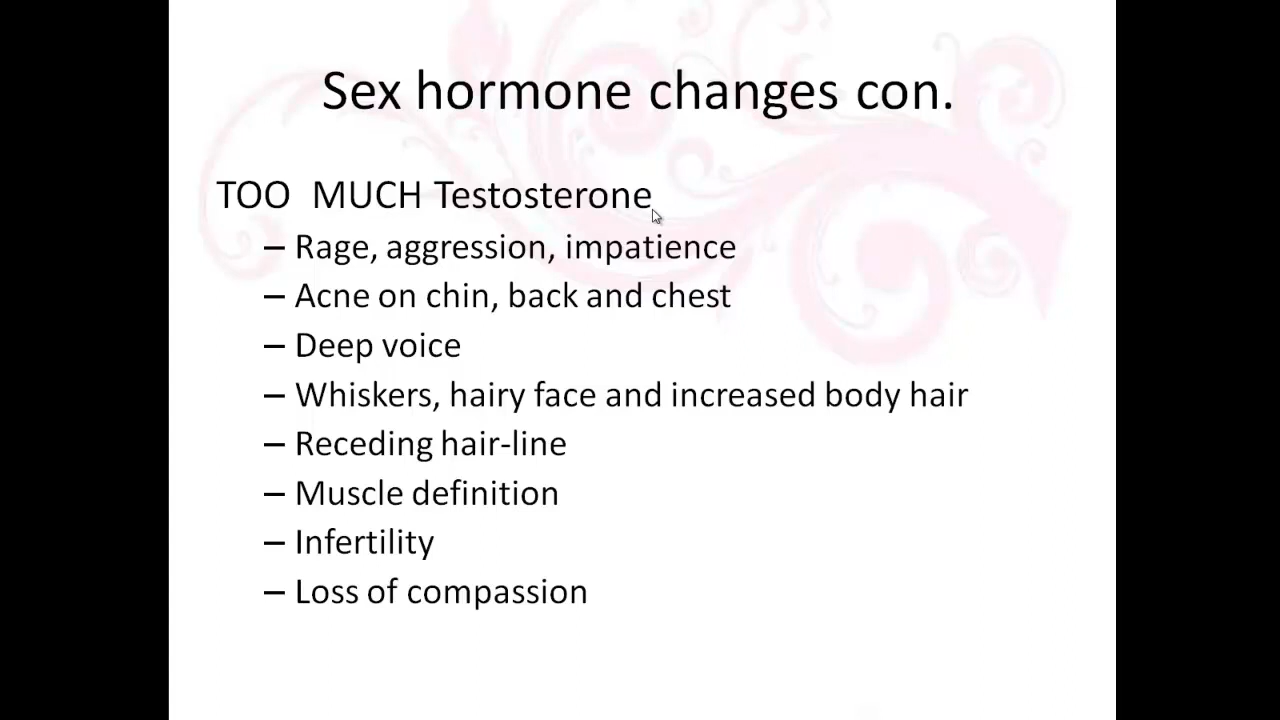 Sex hormone changes con.
TOO  MUCH Testosterone
– Rage, aggression, impatience
– Acne on chin, back and chest
– Deep voice
– Whiskers, hairy face and increased body hair
– Receding hair-line
– Muscle definition
– Infertility
– Loss of compassion